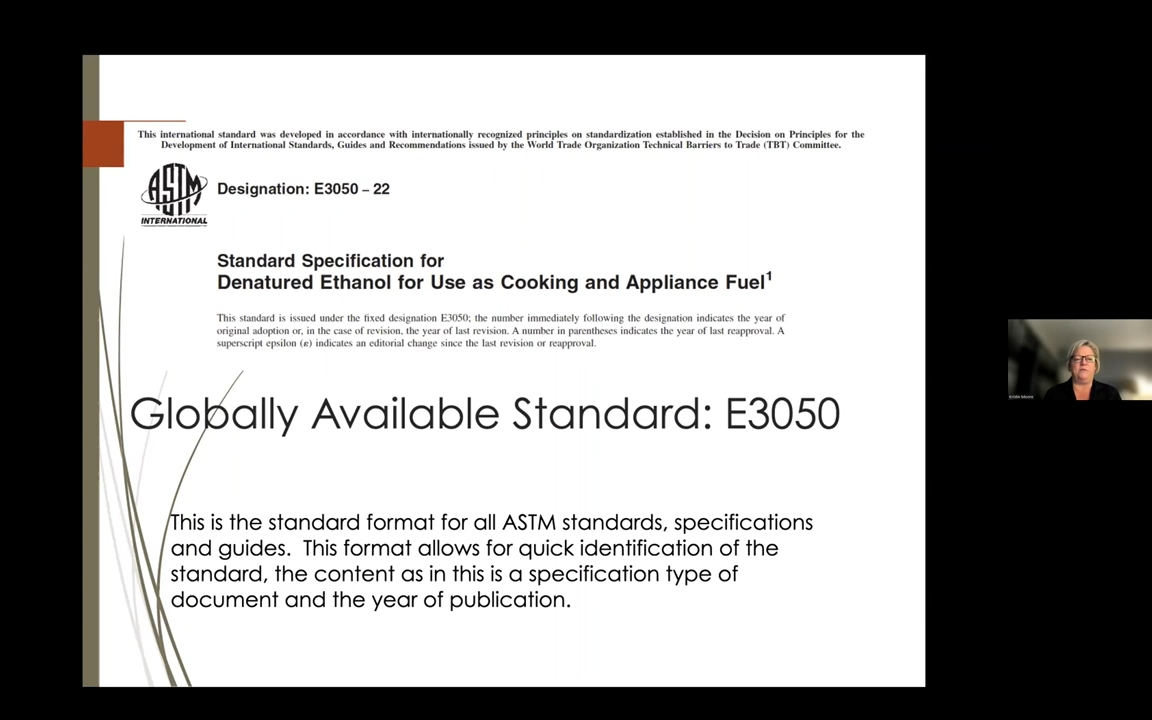 This international standard was developed in accordance with internationally recognized principles on standardization established in the Decision on Principles for the
Development of International Standards, Guides and Recommendations issued by the World Trade Organization Technical Barriers to Trade (TBT) Committee.
ASTM
INTERNATIONAL
Designation: E3050 – 22
Standard Specification for
Denatured Ethanol for Use as Cooking and Appliance Fuel1
This standard is issued under the fixed designation E3050; the number immediately following the designation indicates the year of
original adoption or, in the case of revision, the year of last revision. A number in parentheses indicates the year of last reapproval. A
superscript epsilon (ε) indicates an editorial change since the last revision or reapproval.
Globally Available Standard: E3050
This is the standard format for all ASTM standards, specifications
and guides.  This format allows for quick identification of the
standard, the content as in this is a specification type of
document and the year of publication.